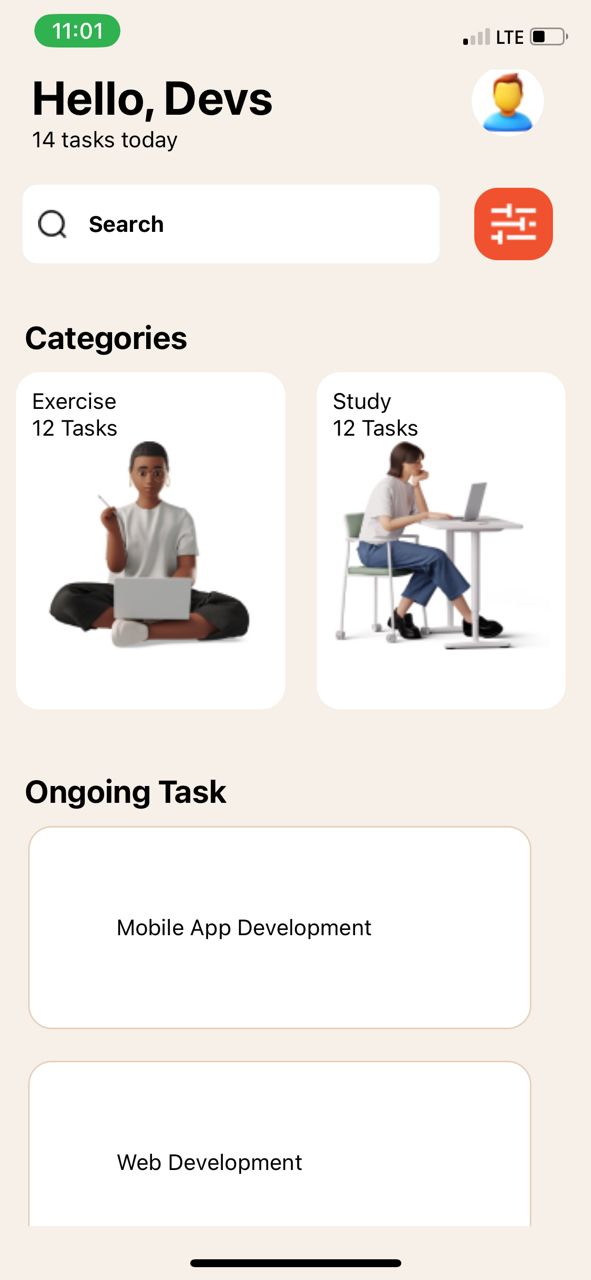 11:01
LTE
Hello, Devs
14 tasks today
Search
Categories
Exercise
12 Tasks
Study
12 Tasks
Ongoing Task
Mobile App Development
Web Development